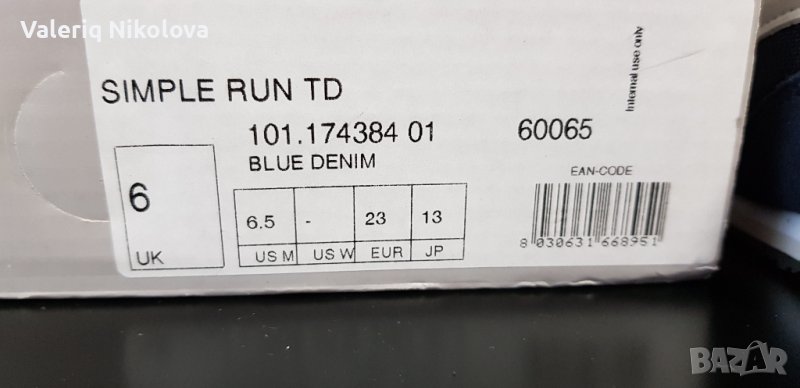 Valeriq Nikolova
Internal use only
SIMPLE RUN TD
101.174384 01
60065
BLUE DENIM
EAN-CODE
6
UK
6.5 - 23 13
US M US W EUR JP
8 030631 668951
BAZAR